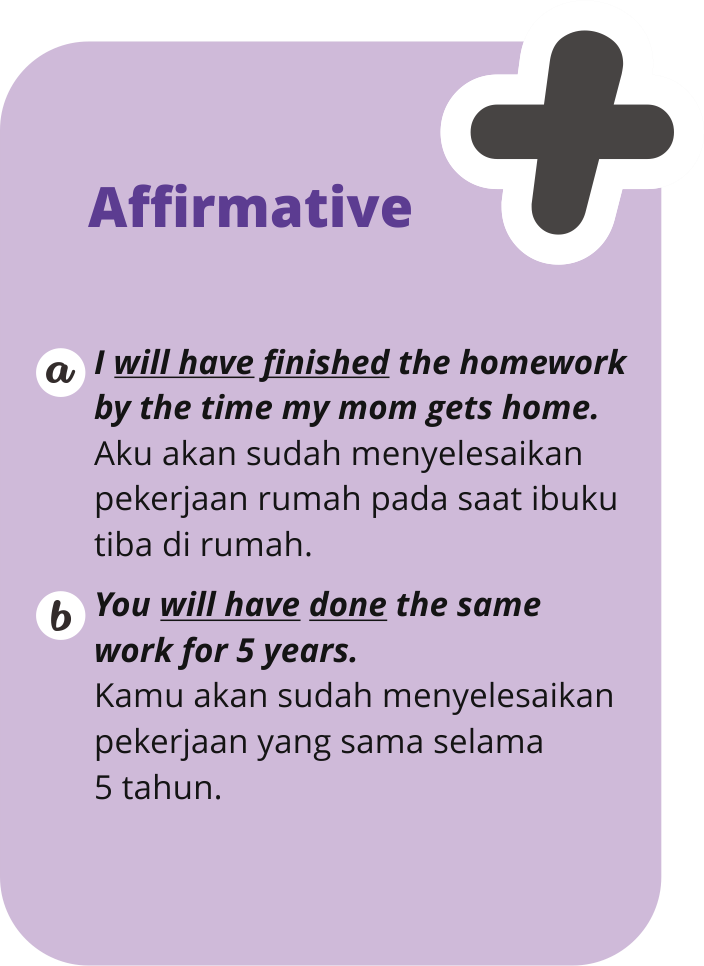 Affirmative
a I will have finished the homework
by the time my mom gets home.
Aku akan sudah menyelesaikan
pekerjaan rumah pada saat ibuku
tiba di rumah.
b You will have done the same
work for 5 years.
Kamu akan sudah menyelesaikan
pekerjaan yang sama selama
5 tahun.